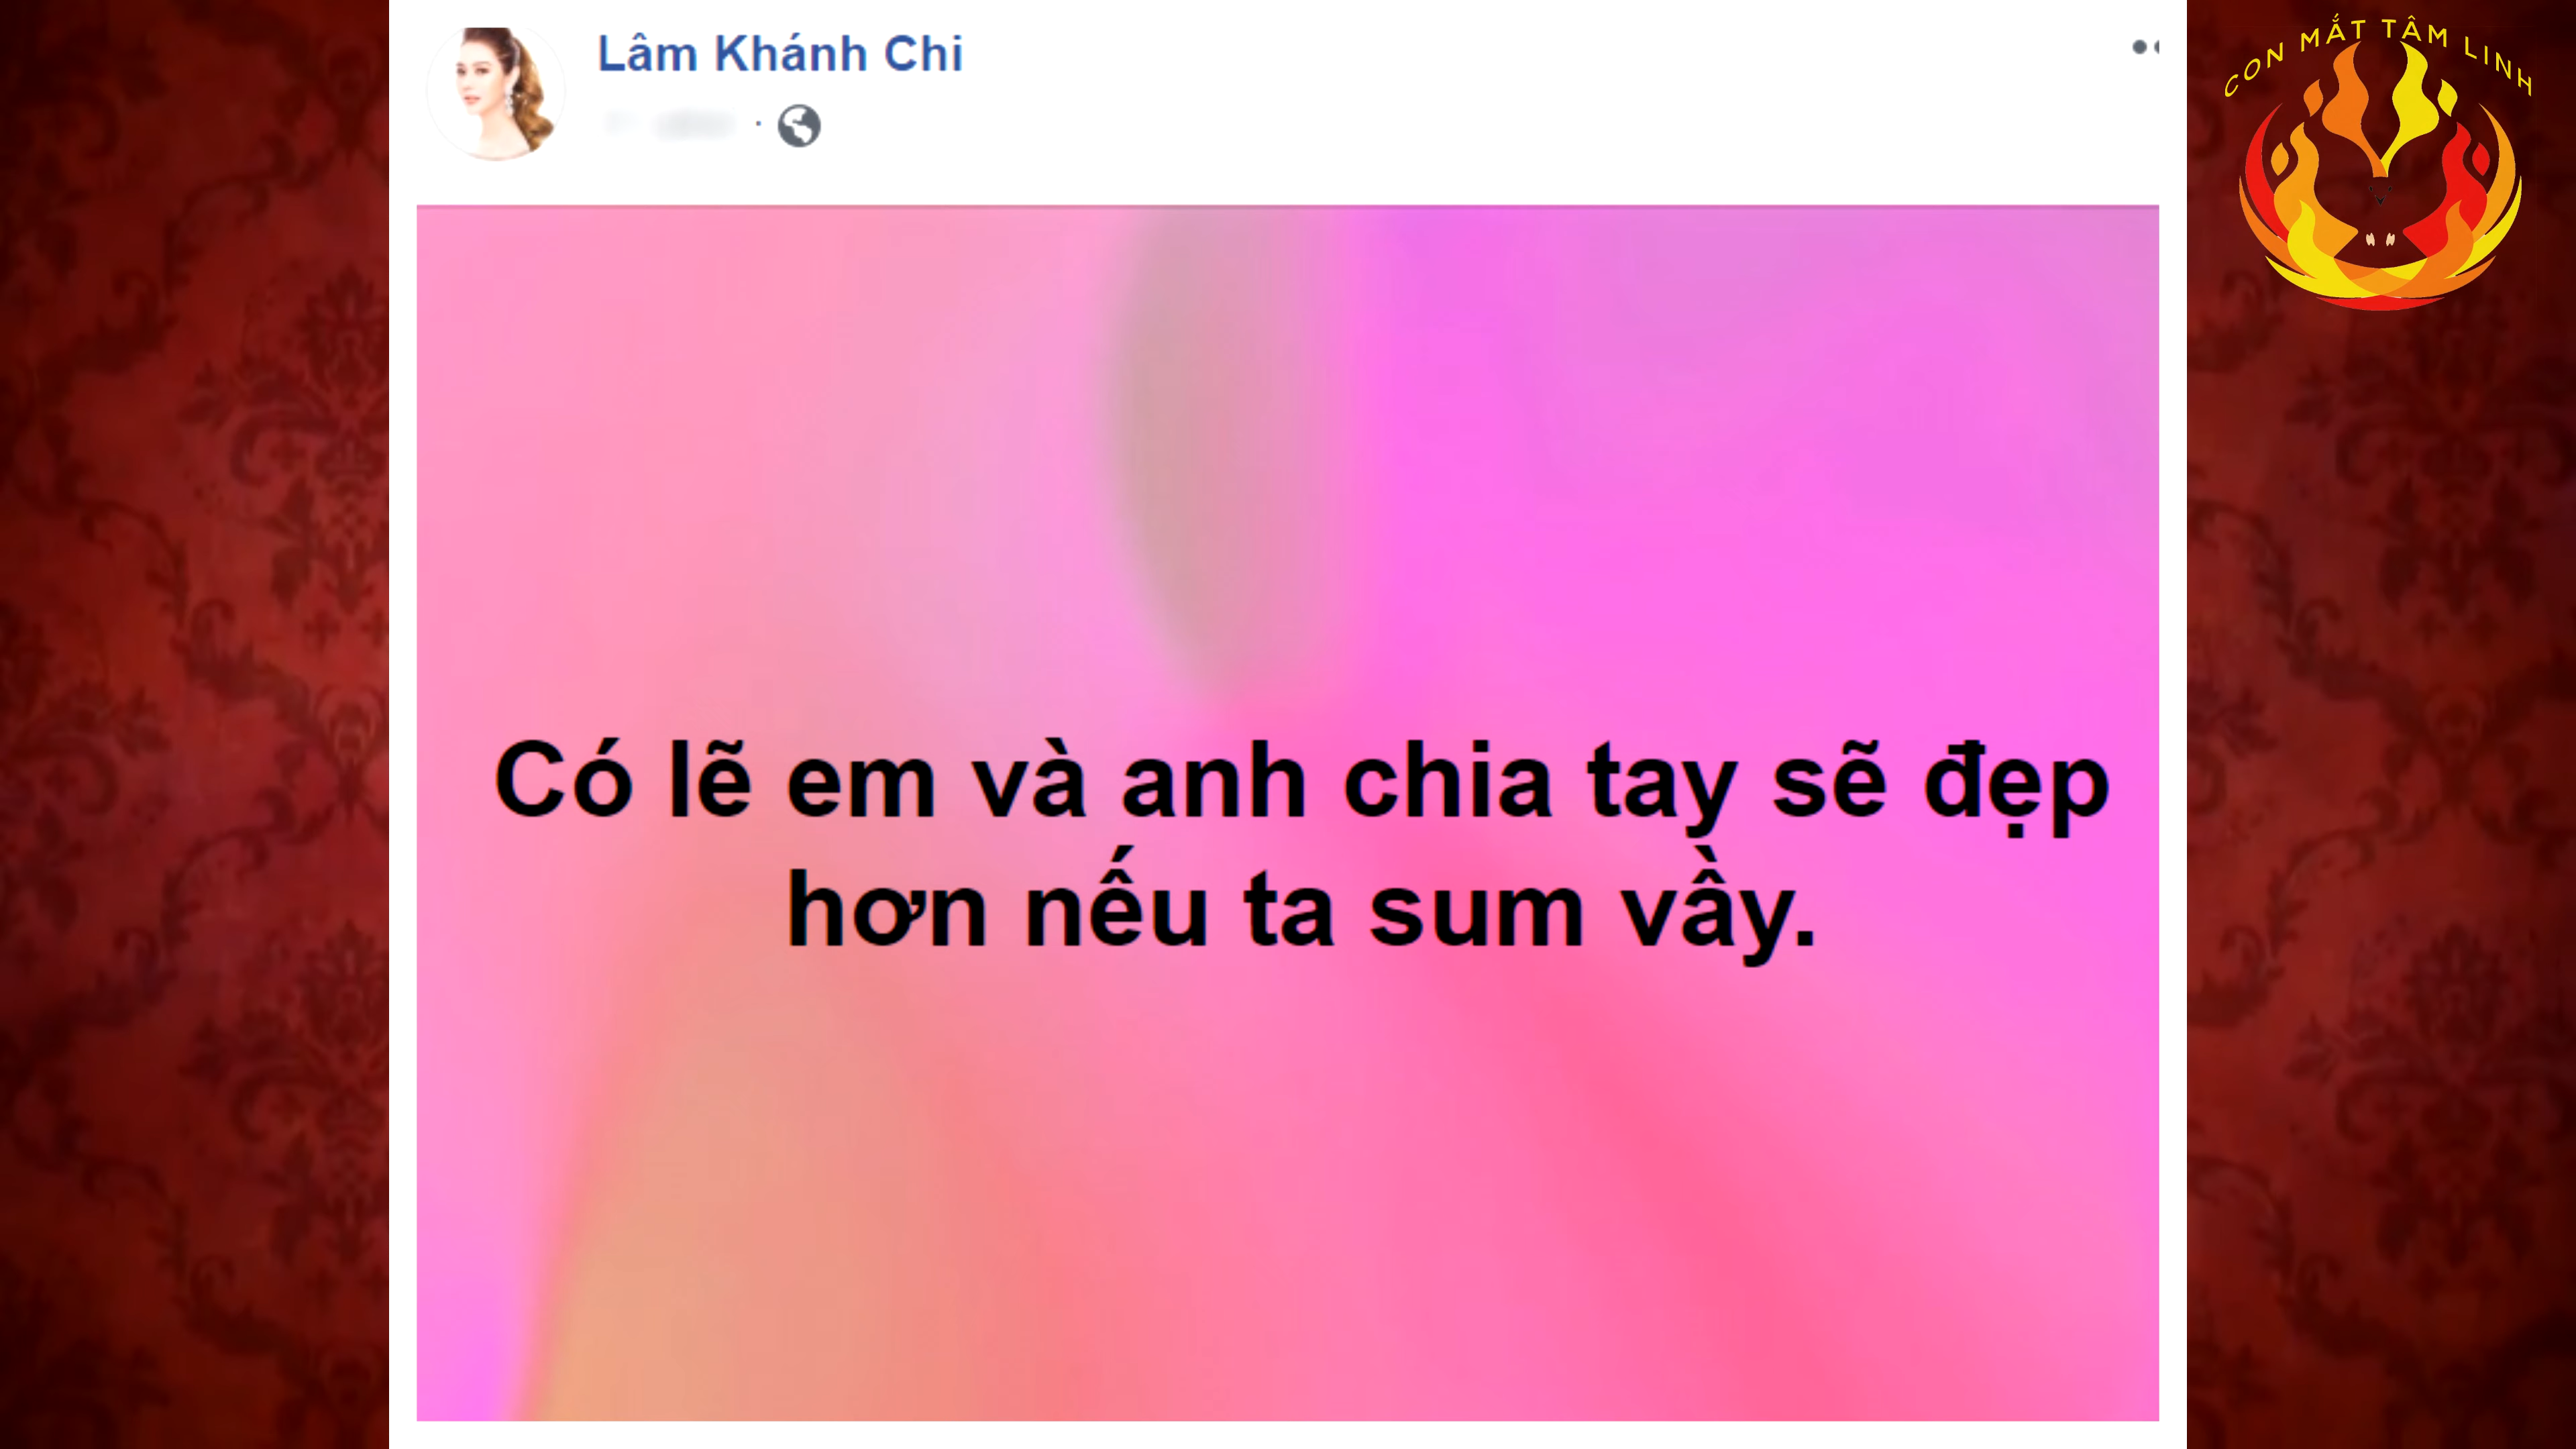 Lâm Khánh Chi
CON MẮT TÂM LINH
Có lẽ em và anh chia tay sẽ đẹp
hơn nếu ta sum vầy.